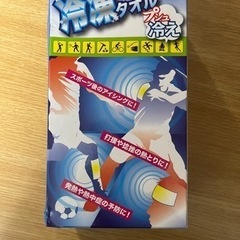 冷凍タオル
プシュ
冷え
スポーツ後のアイシングに!
打撲や捻挫の熱とりに!
発熱や熱中症の予防に!